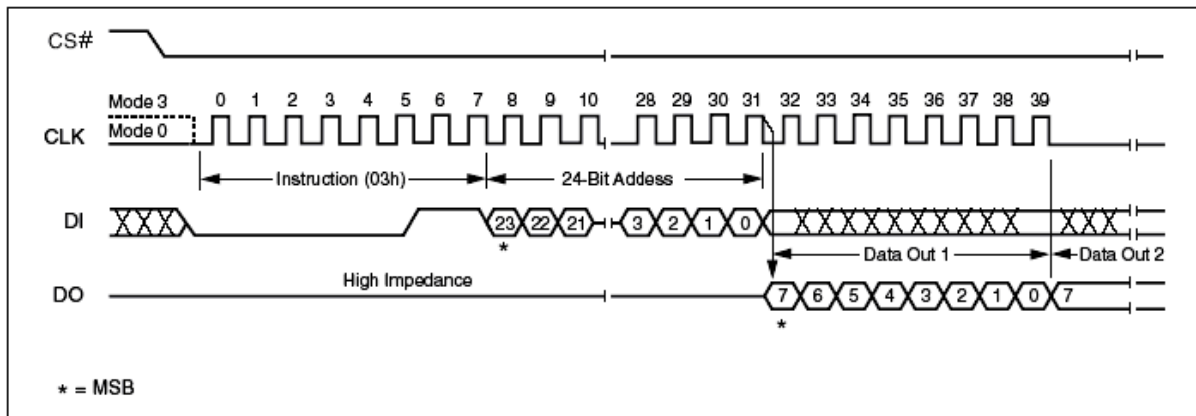 CS#
Mode 3 0 1 2 3 4 5 6 7 8 9 10 28 29 30 31 32 33 34 35 36 37 38 39
CLK Mode 0
Instruction (03h) 24-Bit Addess
DI 23 22 21 3 2 1 0
* Data Out 1 Data Out 2
High Impedance
DO 7 6 5 4 3 2 1 0 7
*
* = MSB